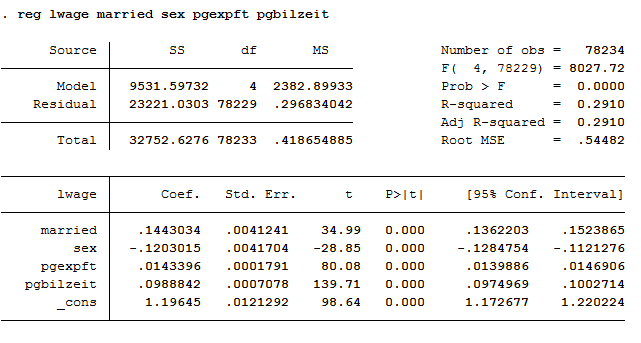 . reg lwage married sex pgexpft pgbilzeit
Source SS df MS Number of obs = 78234
F( 4, 78229) = 8027.72
Model 9531.59732 4 2382.89933 Prob > F = 0.0000
Residual 23221.0303 78229 .296834042 R-squared = 0.2910
Adj R-squared = 0.2910
Total 32752.6276 78233 .418654885 Root MSE = .54482
lwage Coef. Std. Err. t P>|t| [95% Conf. Interval]
married .1443034 .0041241 34.99 0.000 .1362203 .1523865
sex -.1203015 .0041704 -28.85 0.000 -.1284754 -.1121276
pgexpft .0143396 .0001791 80.08 0.000 .0139886 .0146906
pgbilzeit .0988842 .0007078 139.71 0.000 .0974969 .1002714
_cons 1.19645 .0121292 98.64 0.000 1.172677 1.220224